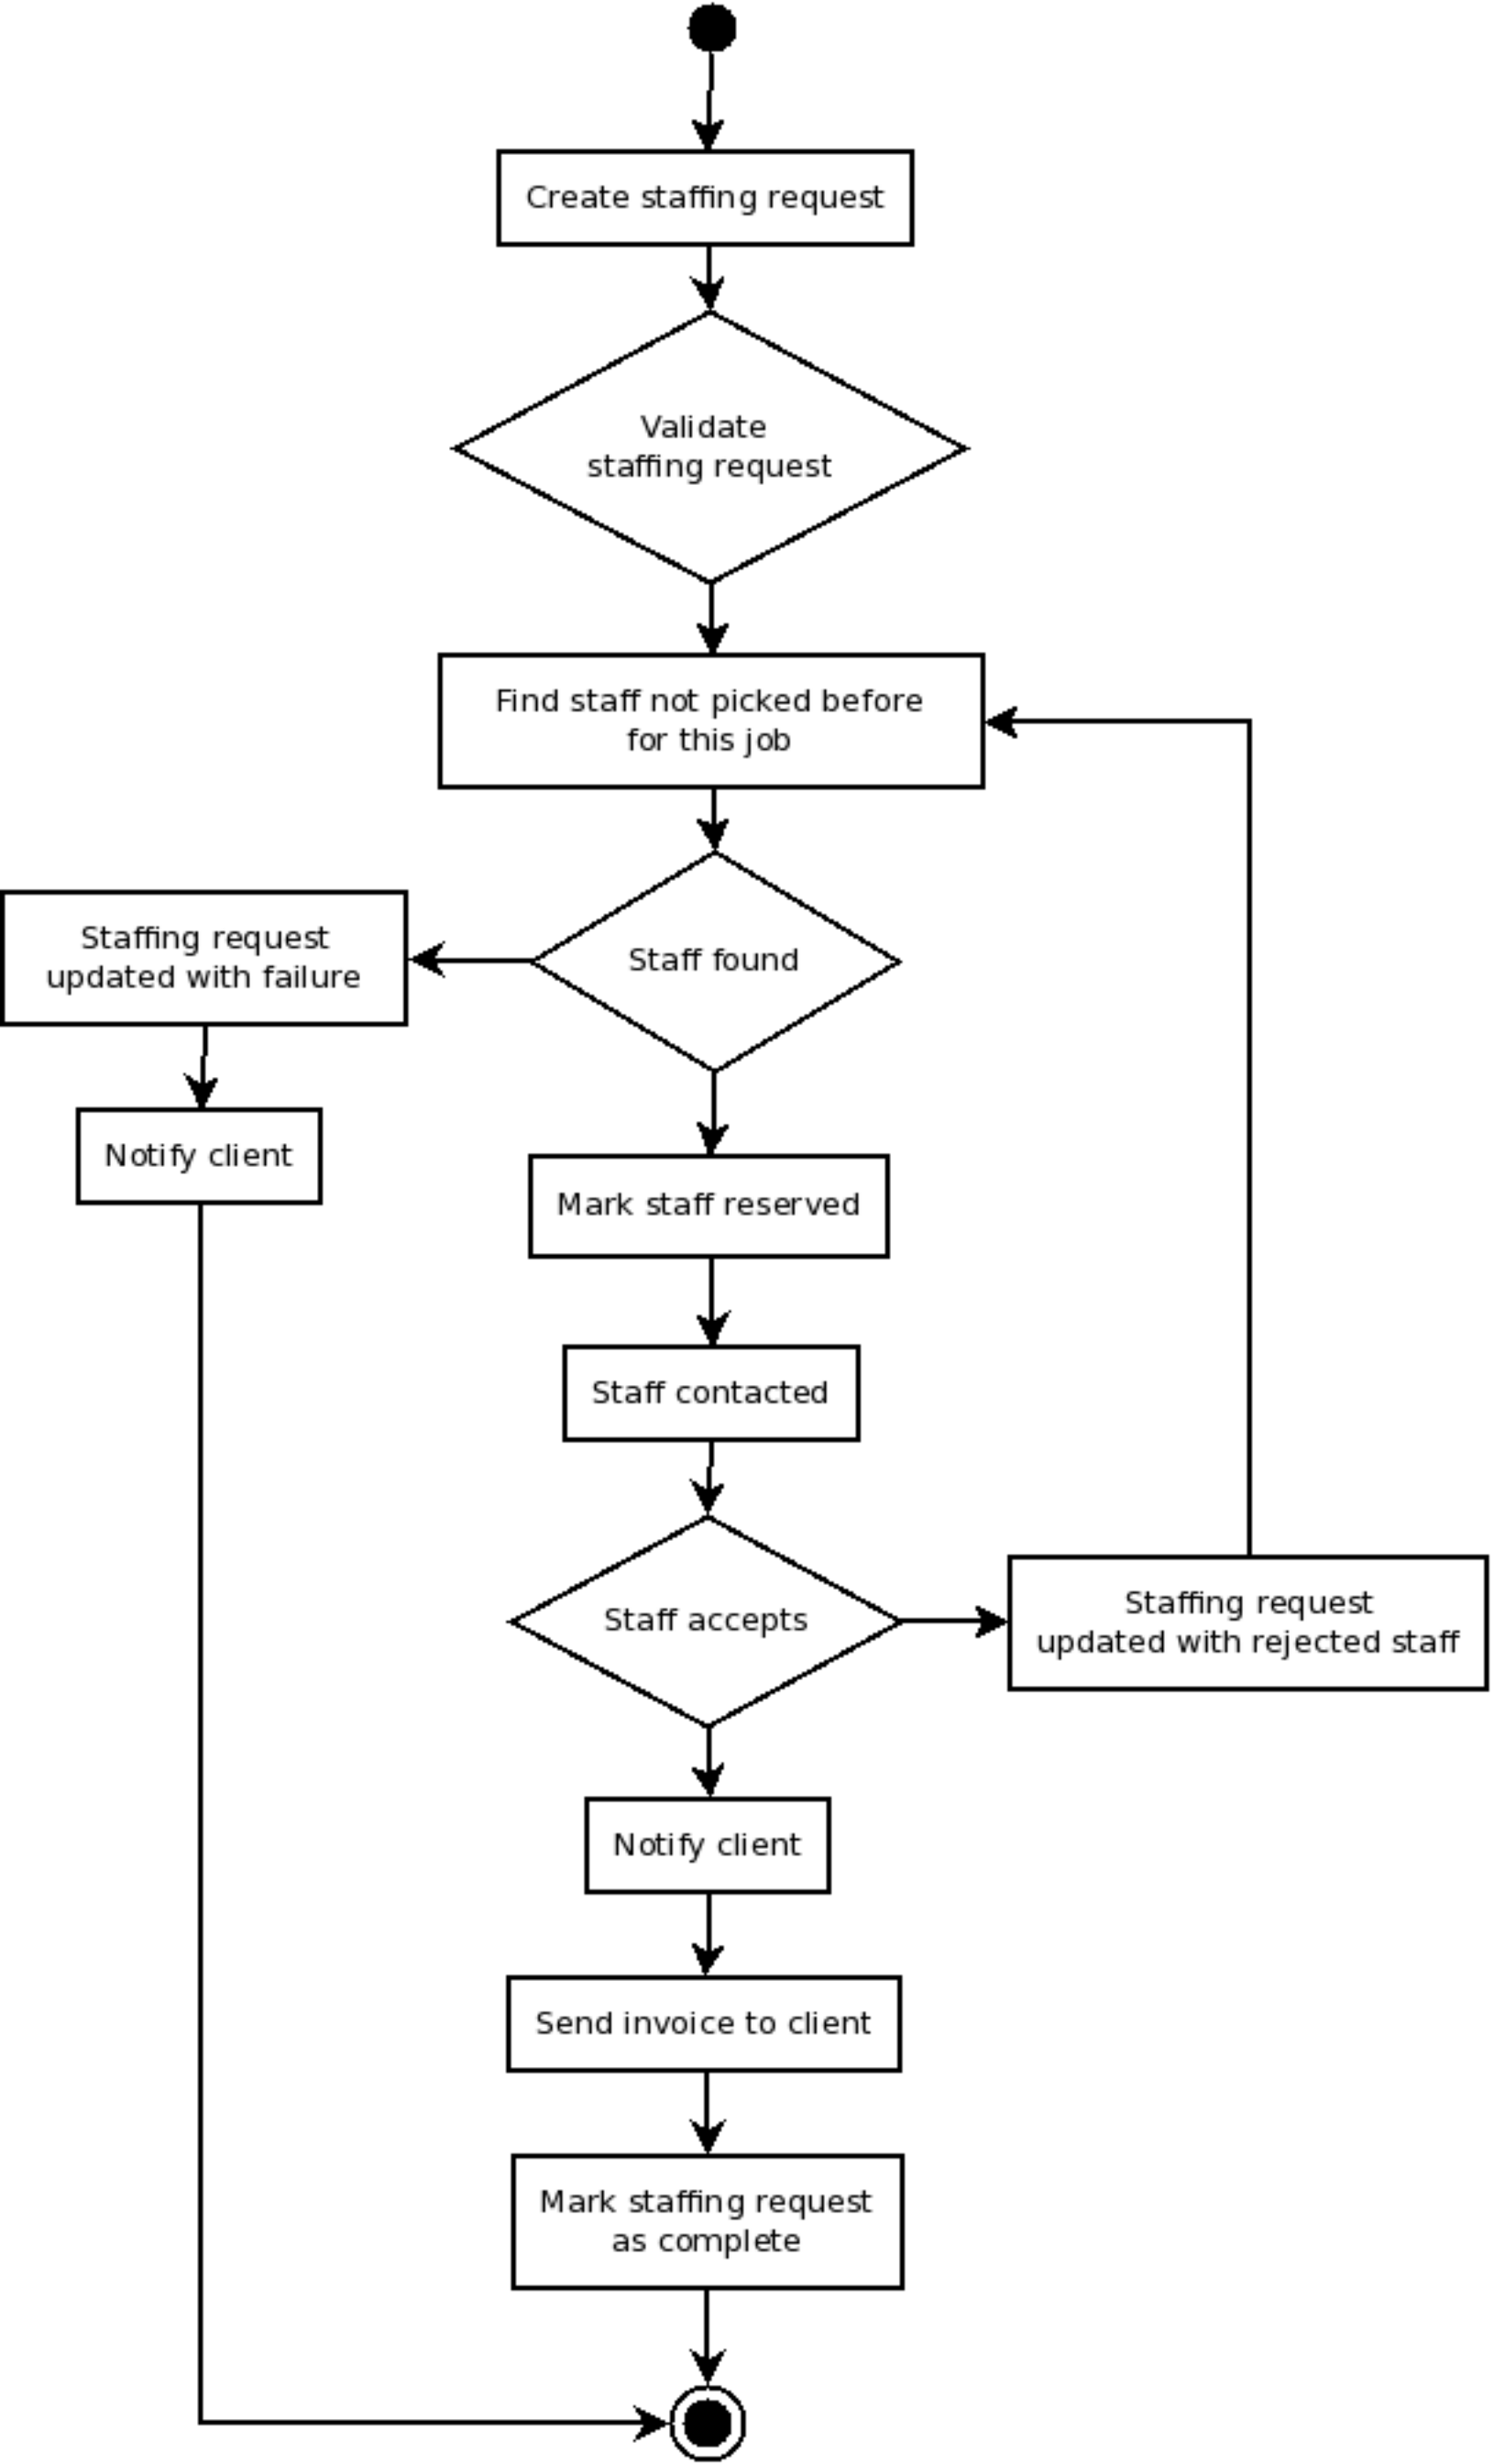 Create staffing request
Validate
staffing request
Find staff not picked before
for this job
Staffing request
updated with failure
Staff found
Notify client
Mark staff reserved
Staff contacted
Staff accepts
Staffing request
updated with rejected staff
Notify client
Send invoice to client
Mark staffing request
as complete